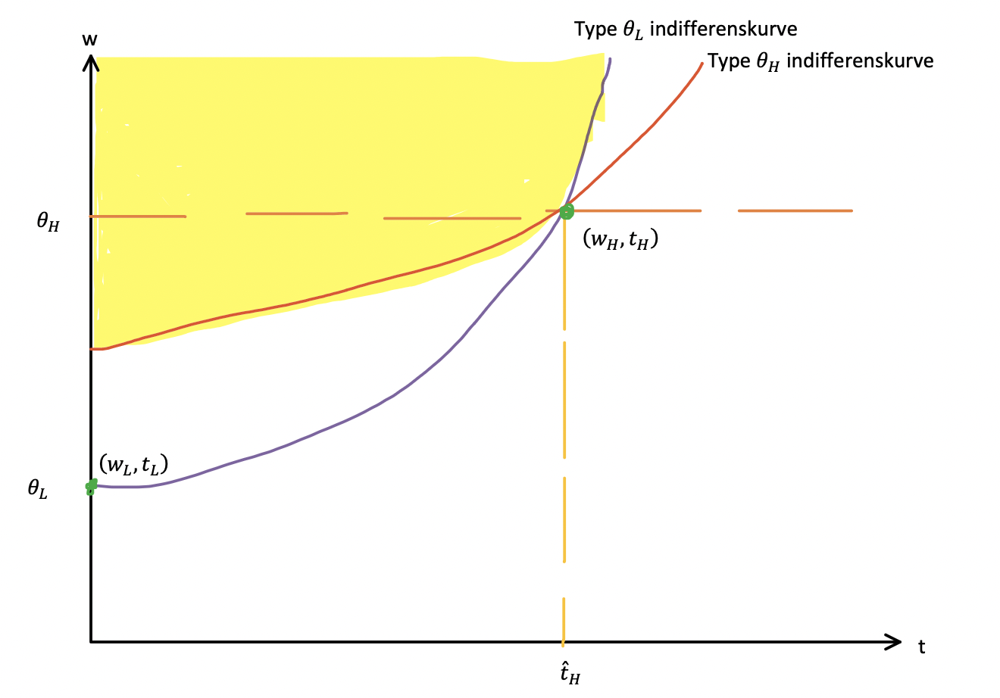 Type θ_L indifferenskurve
w
Type θ_H indifferenskurve
θ_H
(w_H, t_H)
(w_L, t_L)
θ_L
t
t̂_H